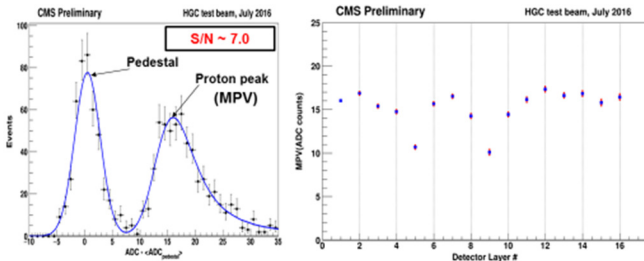 CMS Preliminary
HGC test beam, July 2016
S/N ~ 7.0
Pedestal
Proton peak
(MPV)
Events
100
80
60
40
20
0
-10 -5 0 5 10 15 20 25 30 35
ADC - <ADC_pedestal>
CMS Preliminary
HGC test beam, July 2016
MPV(ADC counts)
25
20
15
10
5
0
0 2 4 6 8 10 12 14 16
Detector Layer #